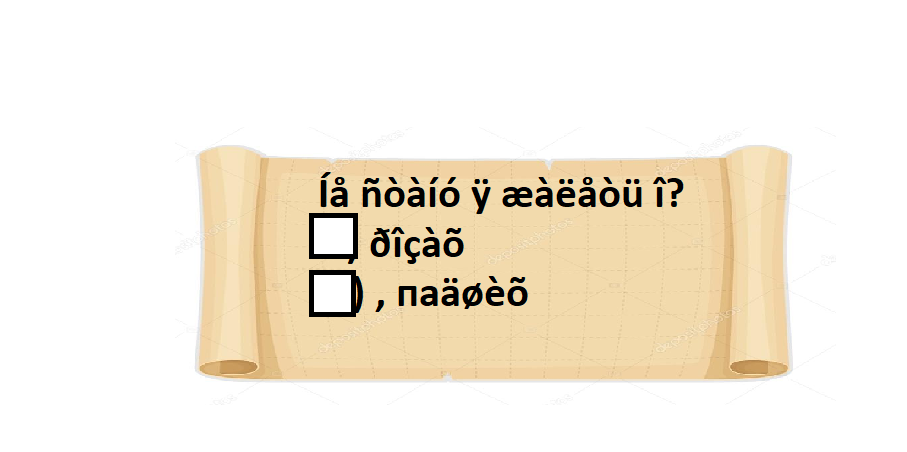 Íå ñòàíó ÿ æàëåòü î?
, ðîçàõ
) , пaäøèõ